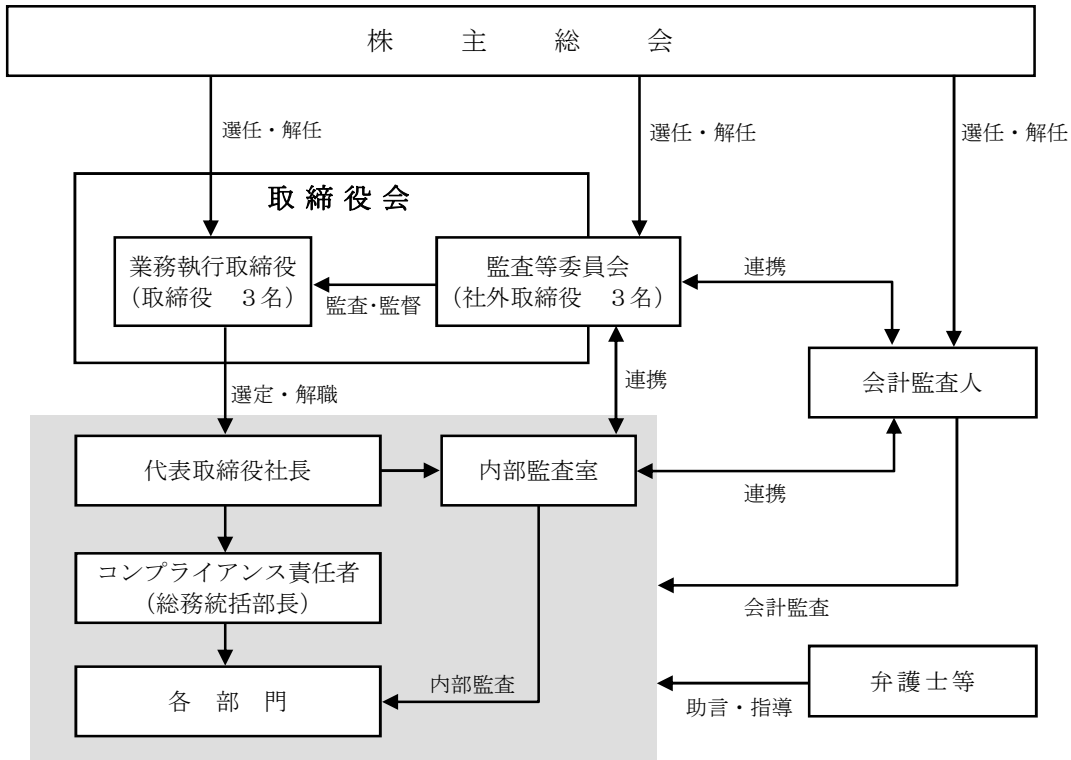 株 主 総 会
選任・解任
選任・解任
選任・解任
取締役会
業務執行取締役
(取締役 3名)
監査・監督
監査等委員会
(社外取締役 3名)
連携
会計監査人
選定・解職
連携
代表取締役社長
内部監査室
連携
コンプライアンス責任者
(総務統括部長)
会計監査
各 部 門
内部監査
助言・指導
弁護士等